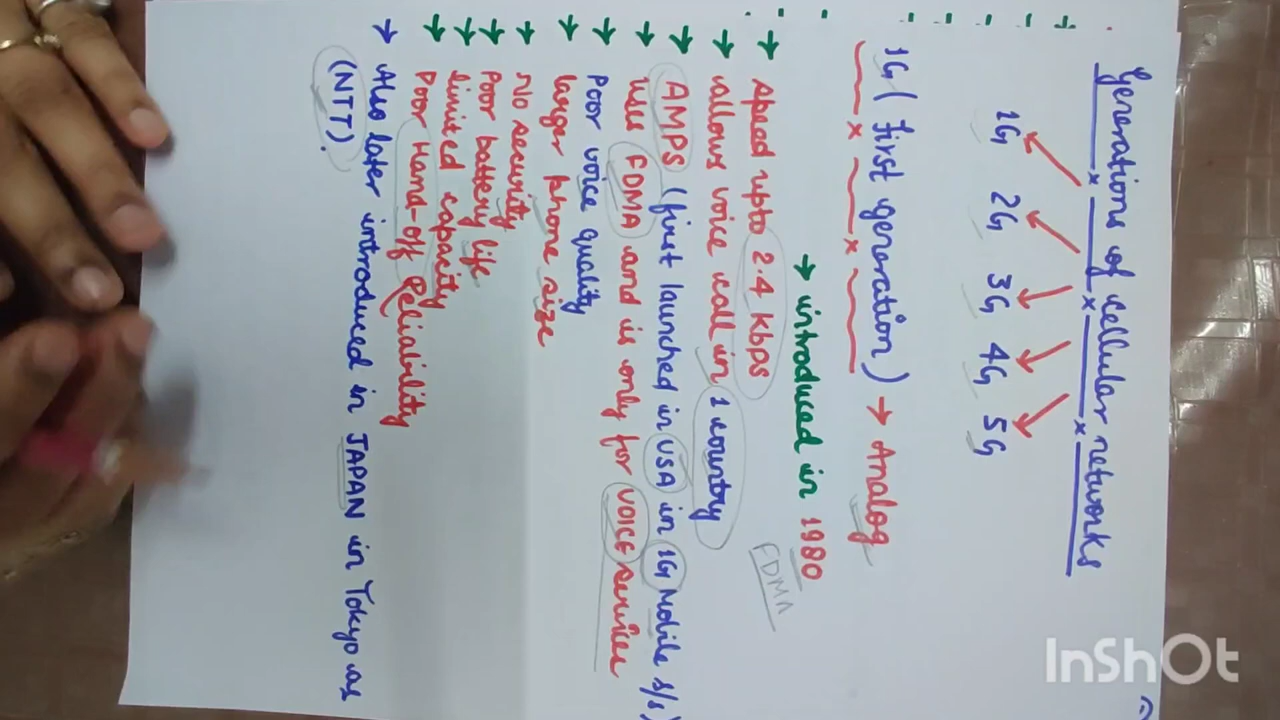 Generations of cellular networks
1G 2G 3G 4G 5G
1G (first generation) → Analog
→ introduced in 1980
FDMA
→ speed upto 2.4 kbps
→ allows voice call in 1 country
→ AMPS (first launched in USA in 1G Mobile s/s)
→ uses FDMA and is only for VOICE services
→ Poor voice quality
→ large phone size
→ No security
→ Poor battery life
→ limited capacity
→ Poor Hand-off Reliability
→ Also later introduced in JAPAN in Tokyo as
(NTT).
InShOt